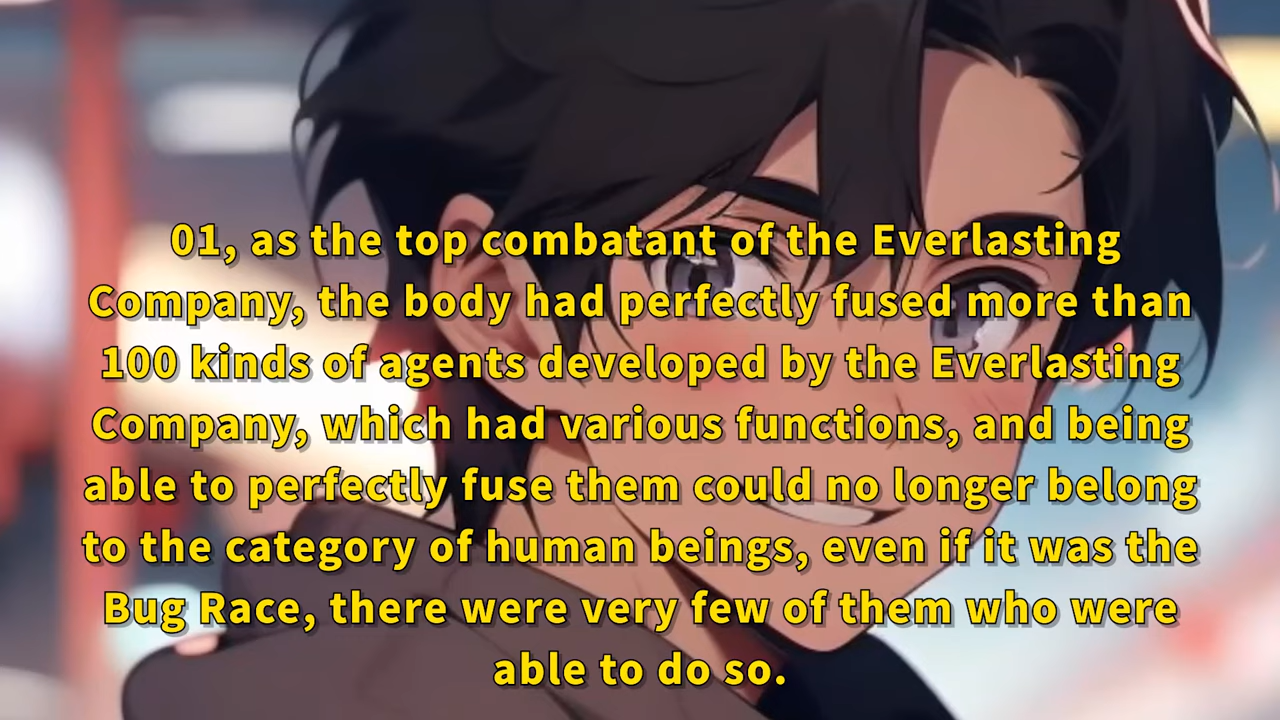 01, as the top combatant of the Everlasting
Company, the body had perfectly fused more than
100 kinds of agents developed by the Everlasting
Company, which had various functions, and being
able to perfectly fuse them could no longer belong
to the category of human beings, even if it was the
Bug Race, there were very few of them who were
able to do so.